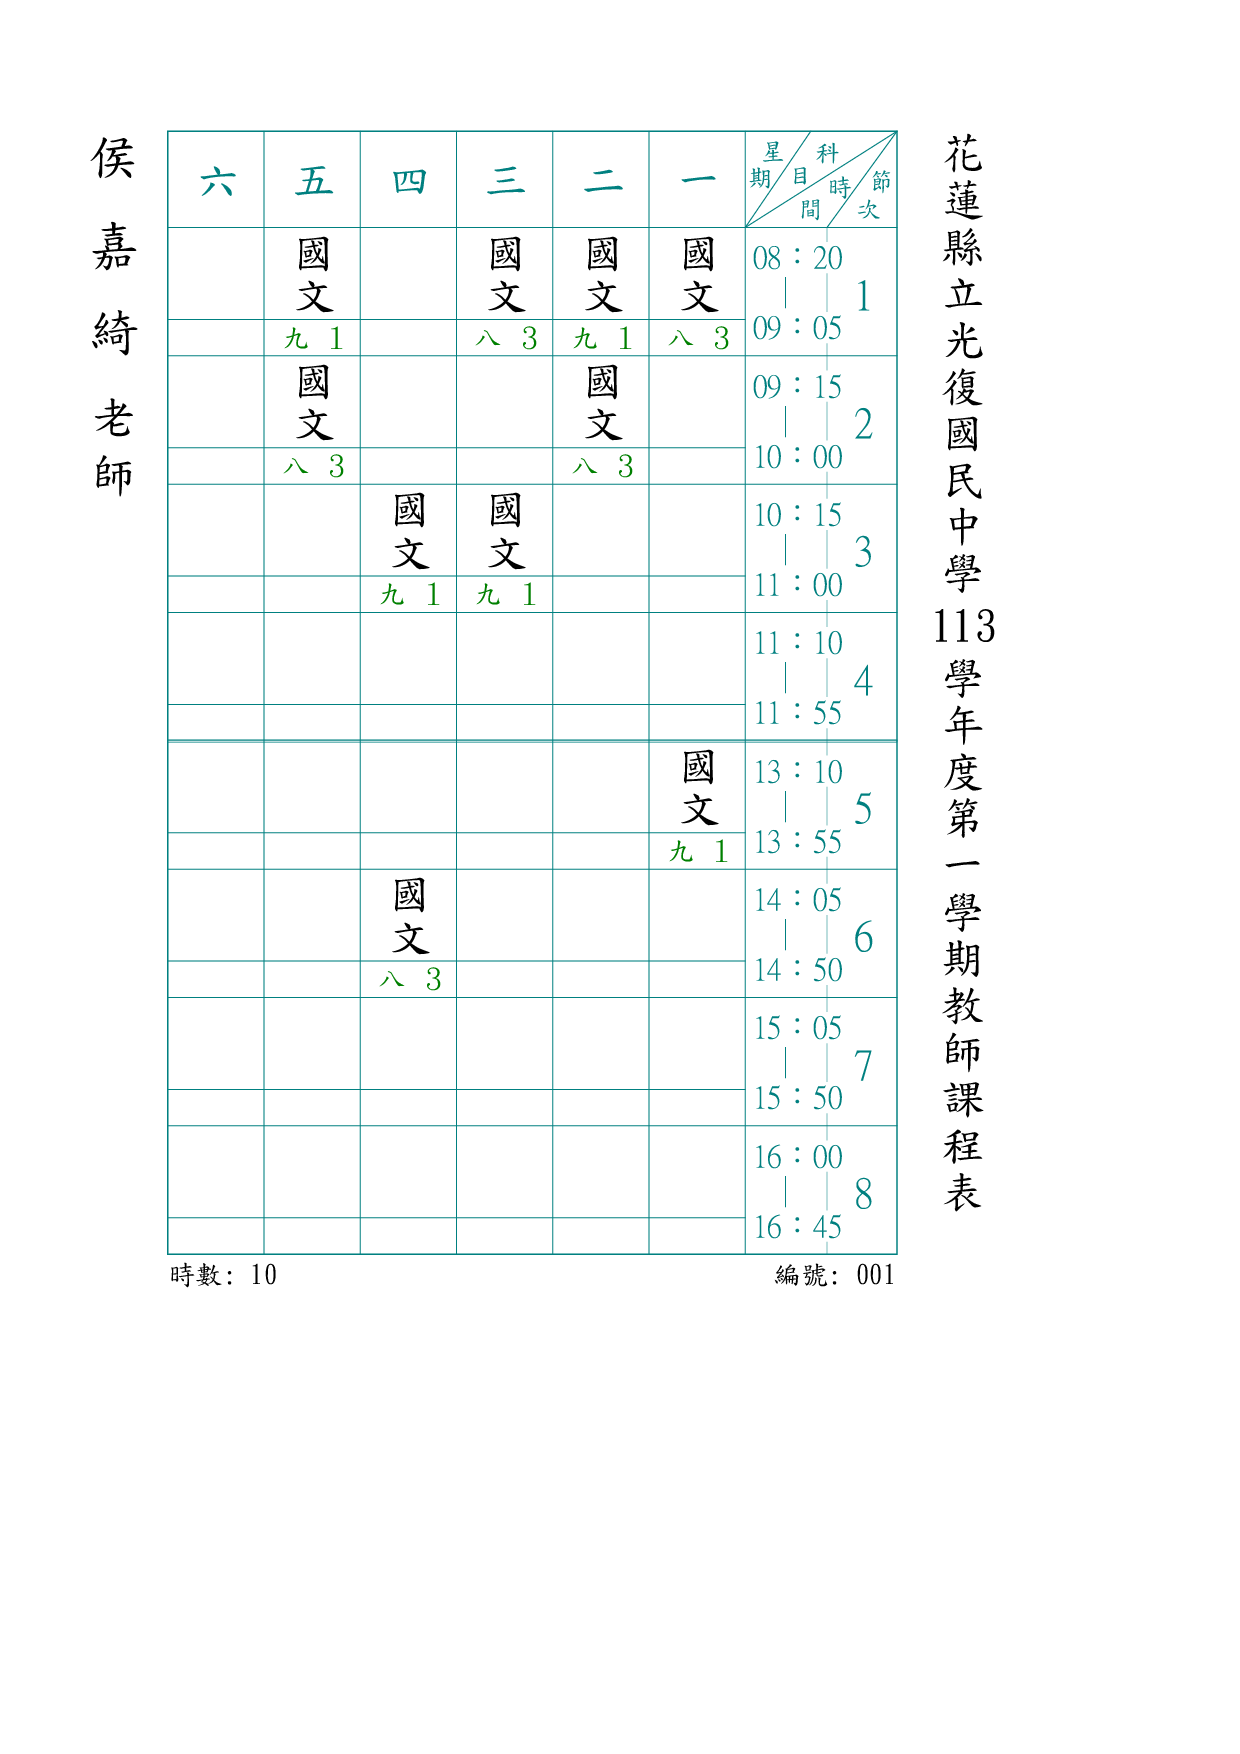 花蓮縣立光復國民中學113學年度第一學期教師課程表
侯嘉綺老師
星期 科目 時間 節次
一 二 三 四 五 六
1 08：20｜09：05
國文 八 3
國文 九 1
國文 八 3
國文 九 1
2 09：15｜10：00
國文 八 3
國文 八 3
3 10：15｜11：00
國文 九 1
國文 九 1
4 11：10｜11：55
5 13：10｜13：55
國文 九 1
6 14：05｜14：50
國文 八 3
7 15：05｜15：50
8 16：00｜16：45
編號: 001
時數: 10